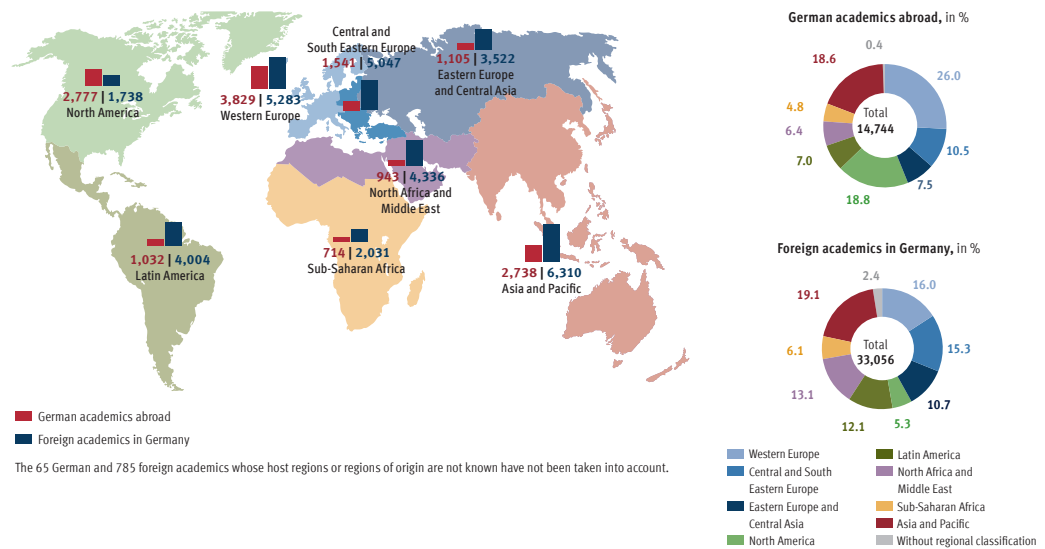 Central and
South Eastern Europe
1,541 | 5,047
1,105 | 3,522
Eastern Europe
and Central Asia
2,777 | 1,738
North America
3,829 | 5,283
Western Europe
943 | 4,336
North Africa and
Middle East
1,032 | 4,004
Latin America
714 | 2,031
Sub-Saharan Africa
2,738 | 6,310
Asia and Pacific
German academics abroad
Foreign academics in Germany
The 65 German and 785 foreign academics whose host regions or regions of origin are not known have not been taken into account.
German academics abroad, in %
0.4
18.6
26.0
4.8
6.4
7.0
18.8
7.5
10.5
Total
14,744
Foreign academics in Germany, in %
2.4
19.1
16.0
6.1
15.3
13.1
12.1
5.3
10.7
Total
33,056
Western Europe
Central and South
Eastern Europe
Eastern Europe and
Central Asia
North America
Latin America
North Africa and
Middle East
Sub-Saharan Africa
Asia and Pacific
Without regional classification